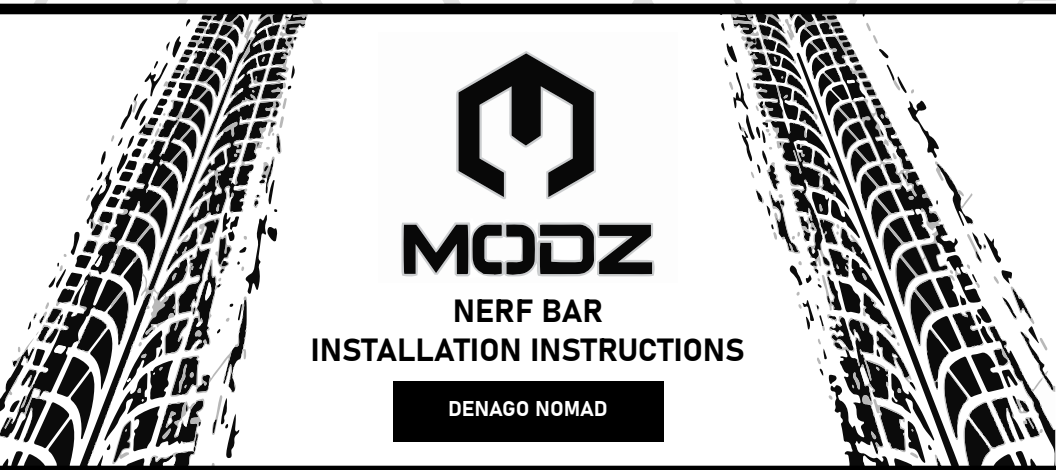 MODZ
NERF BAR
INSTALLATION INSTRUCTIONS
DENAGO NOMAD